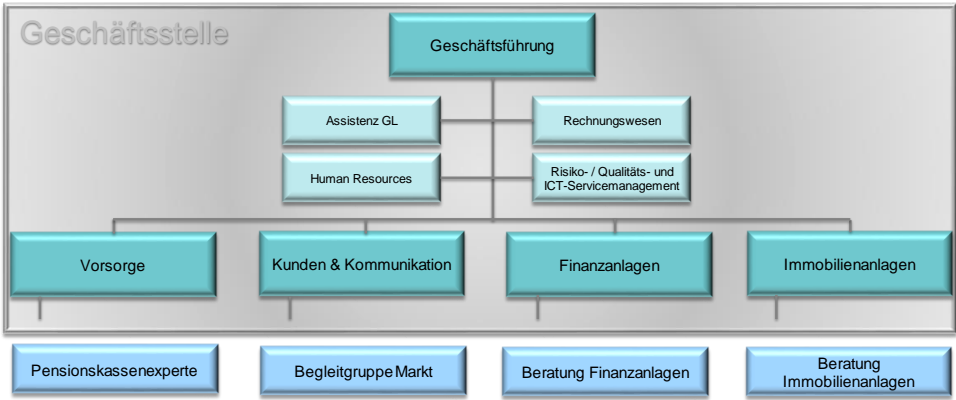 Geschäftsstelle
Geschäftsführung
Assistenz GL
Rechnungswesen
Human Resources
Risiko- / Qualitäts- und
ICT-Servicemanagement
Vorsorge
Kunden & Kommunikation
Finanzanlagen
Immobilienanlagen
Pensionskassenexperte
Begleitgruppe Markt
Beratung Finanzanlagen
Beratung
Immobilienanlagen